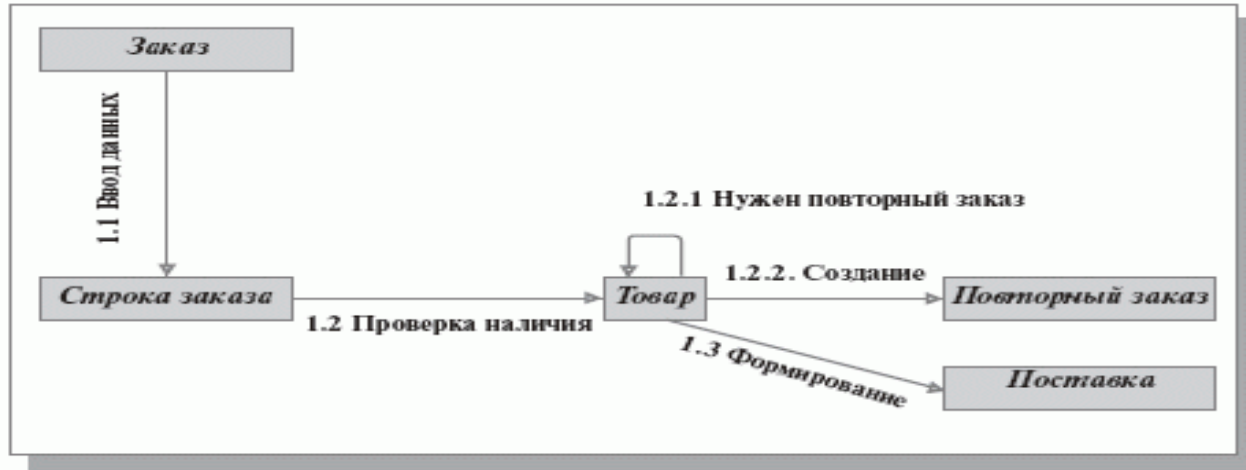 Заказ
1.1 Ввод данных
1.2.1 Нужен повторный заказ
1.2.2. Создание
Строка заказа
Товар
Повторный заказ
1.2 Проверка наличия
1.3 Формирование
Поставка